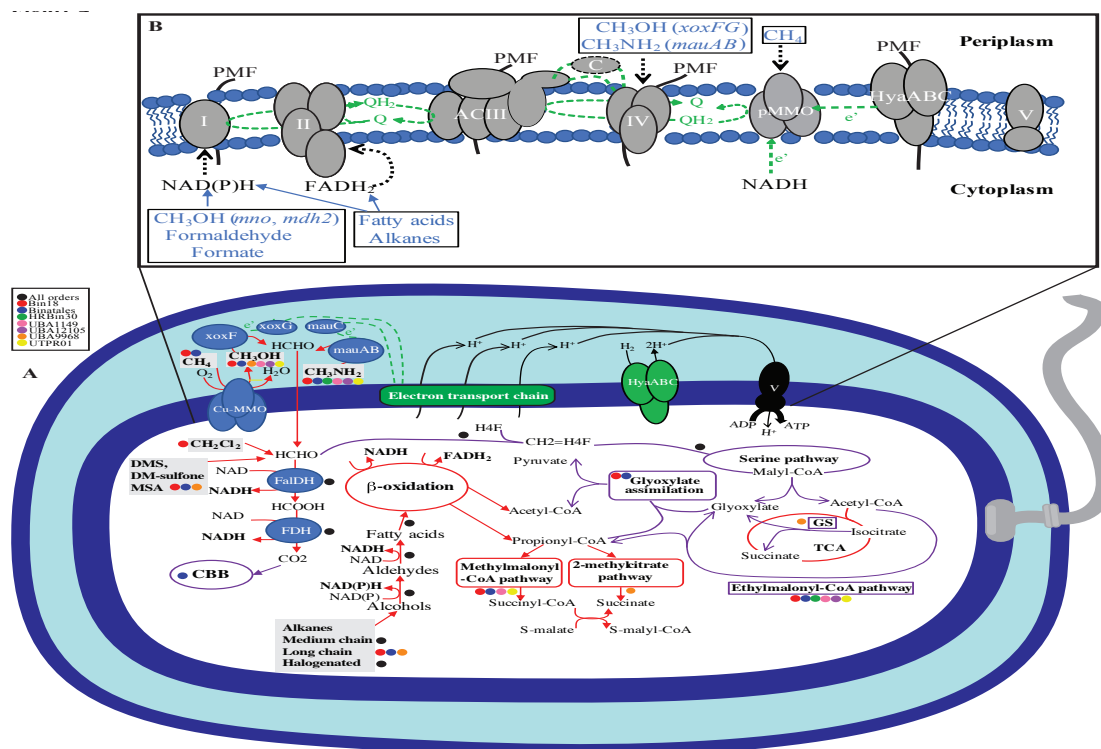 B
CH₃OH (xoxFG)
CH₃NH₂ (mauAB)
CH₄
Periplasm
PMF
PMF
PMF
PMF
C
I
II
QH₂
Q
ACIII
IV
Q
QH₂
pMMO
HyaABC
e'
e'
V
NAD(P)H
FADH₂
NADH
Cytoplasm
CH₃OH (mno, mdh2)
Formaldehyde
Formate
Fatty acids
Alkanes
All orders
Bin18
Binatales
HRBin30
UBA1149
UBA12105
UBA9968
UTPR01
A
xoxF
e'
xoxG
mauC
e'
HCHO
mauAB
CH₄
CH₃OH
CH₃NH₂
O₂
H₂O
Cu-MMO
Electron transport chain
H⁺
H⁺
H⁺
H₂
2H⁺
HyaABC
V
ADP
H⁺
ATP
CH₂Cl₂
HCHO
DMS,
DM-sulfone
MSA
NAD
NADH
FalDH
HCOOH
NAD
NADH
FDH
CO2
CBB
NADH
FADH₂
β-oxidation
Fatty acids
NADH
NAD
Aldehydes
NAD(P)H
NAD(P)
Alcohols
Alkanes
Medium chain
Long chain
Halogenated
H4F
CH2=H4F
Pyruvate
Acetyl-CoA
Glyoxylate
assimilation
Propionyl-CoA
Methylmalonyl
-CoA pathway
2-methylcitrate
pathway
Succinyl-CoA
Succinate
S-malate
S-malyl-CoA
Serine pathway
Malyl-CoA
Glyoxylate
Acetyl-CoA
GS
Isocitrate
Succinate
TCA
Ethylmalonyl-CoA pathway